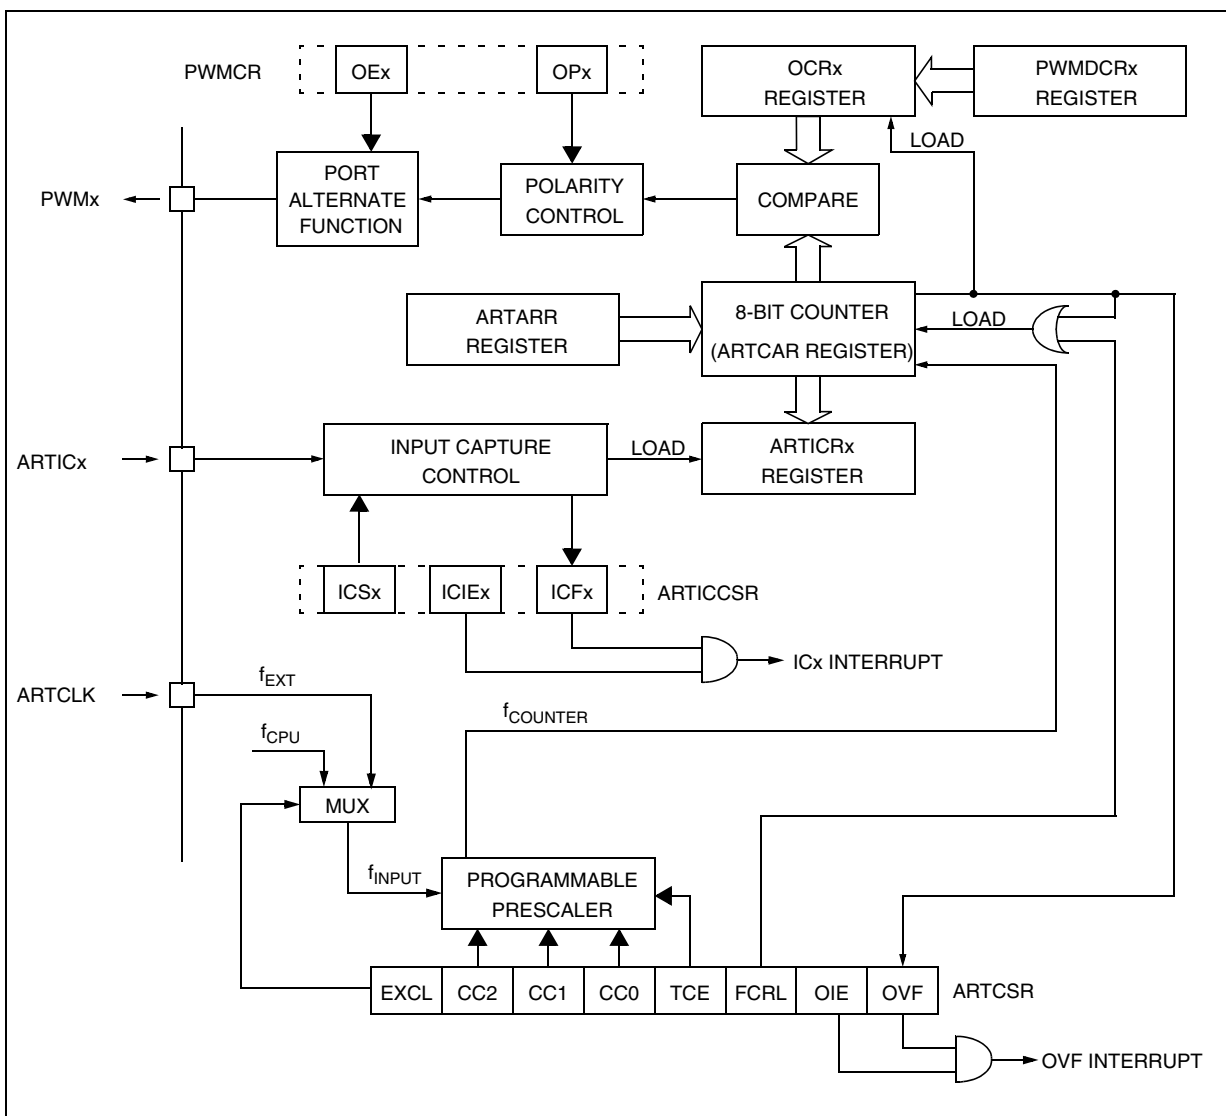 PWMCR
OEx
OPx
OCRx
REGISTER
PWMDCRx
REGISTER
LOAD
PWMx
PORT
ALTERNATE
FUNCTION
POLARITY
CONTROL
COMPARE
ARTARR
REGISTER
8-BIT COUNTER
(ARTCAR REGISTER)
LOAD
ARTICx
INPUT CAPTURE
CONTROL
LOAD
ARTICRx
REGISTER
ICSx
ICIEx
ICFx
ARTICCSR
ICx INTERRUPT
ARTCLK
fEXT
fCPU
fCOUNTER
MUX
fINPUT
PROGRAMMABLE
PRESCALER
EXCL
CC2
CC1
CC0
TCE
FCRL
OIE
OVF
ARTCSR
OVF INTERRUPT